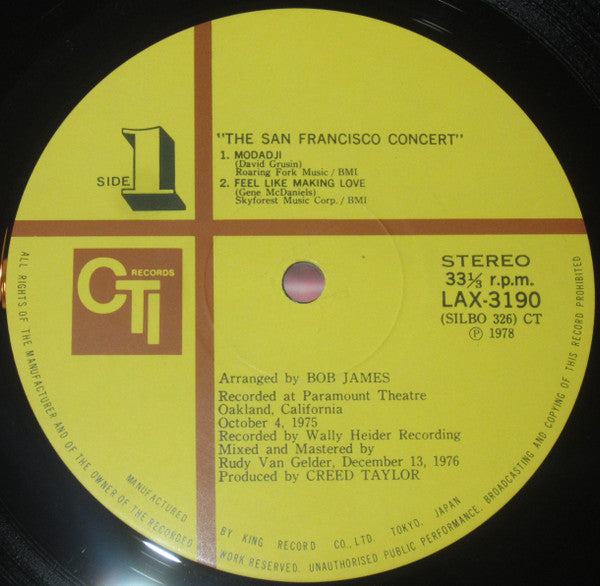 "THE SAN FRANCISCO CONCERT"
SIDE 1
1. MODADJI
(David Grusin)
Roaring Fork Music / BMI
2. FEEL LIKE MAKING LOVE
(Gene McDaniels)
Skyforest Music Corp. / BMI
CTI RECORDS
STEREO
33⅓ r.p.m.
LAX-3190
(SILBO 326) CT
Ⓟ 1978
Arranged by BOB JAMES
Recorded at Paramount Theatre
Oakland, California
October 4, 1975
Recorded by Wally Heider Recording
Mixed and Mastered by
Rudy Van Gelder, December 13, 1976
Produced by CREED TAYLOR
MANUFACTURED BY KING RECORD CO., LTD. TOKYO, JAPAN
ALL RIGHTS OF THE MANUFACTURER AND OF THE OWNER OF THE RECORDED WORK RESERVED. UNAUTHORISED PUBLIC PERFORMANCE, BROADCASTING AND COPYING OF THIS RECORD PROHIBITED